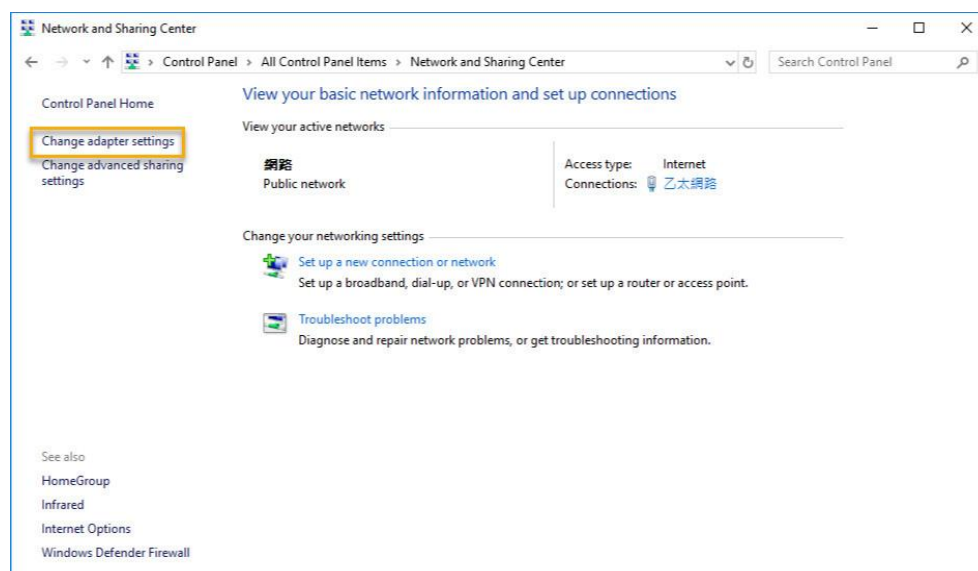 Network and Sharing Center
Control Panel > All Control Panel Items > Network and Sharing Center
Search Control Panel
Control Panel Home
Change adapter settings
Change advanced sharing
settings
View your basic network information and set up connections
View your active networks
網路
Public network
Access type: Internet
Connections: 乙太網路
Change your networking settings
Set up a new connection or network
Set up a broadband, dial-up, or VPN connection; or set up a router or access point.
Troubleshoot problems
Diagnose and repair network problems, or get troubleshooting information.
See also
HomeGroup
Infrared
Internet Options
Windows Defender Firewall